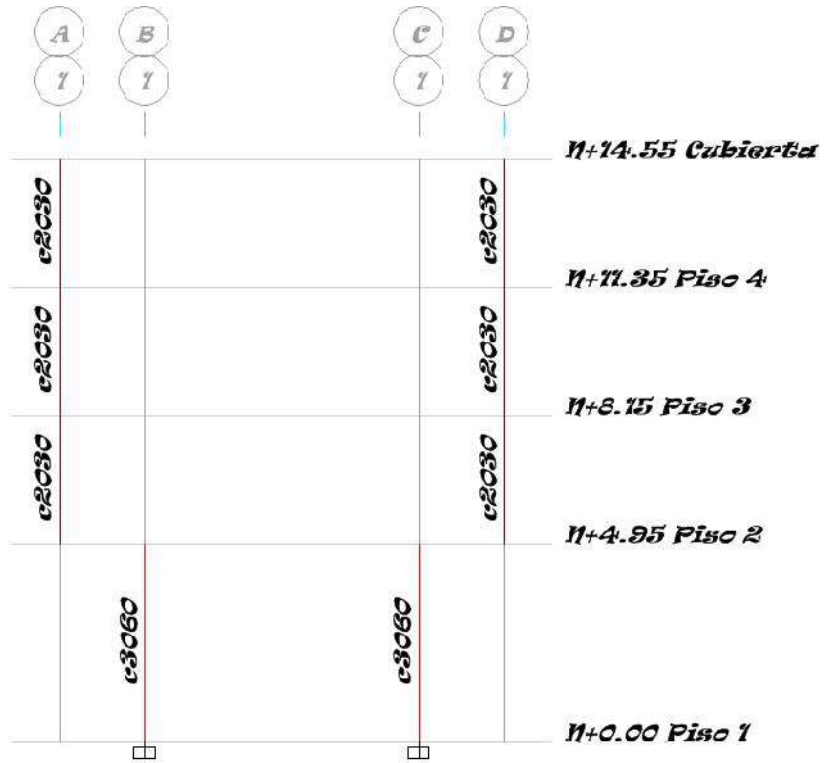 A B C D
1 1 1 1
N+14.55 Cubierta
c2030 c2030
N+11.35 Piso 4
c2030 c2030
N+8.15 Piso 3
c2030 c2030
N+4.95 Piso 2
c3060 c3060
N+0.00 Piso 1